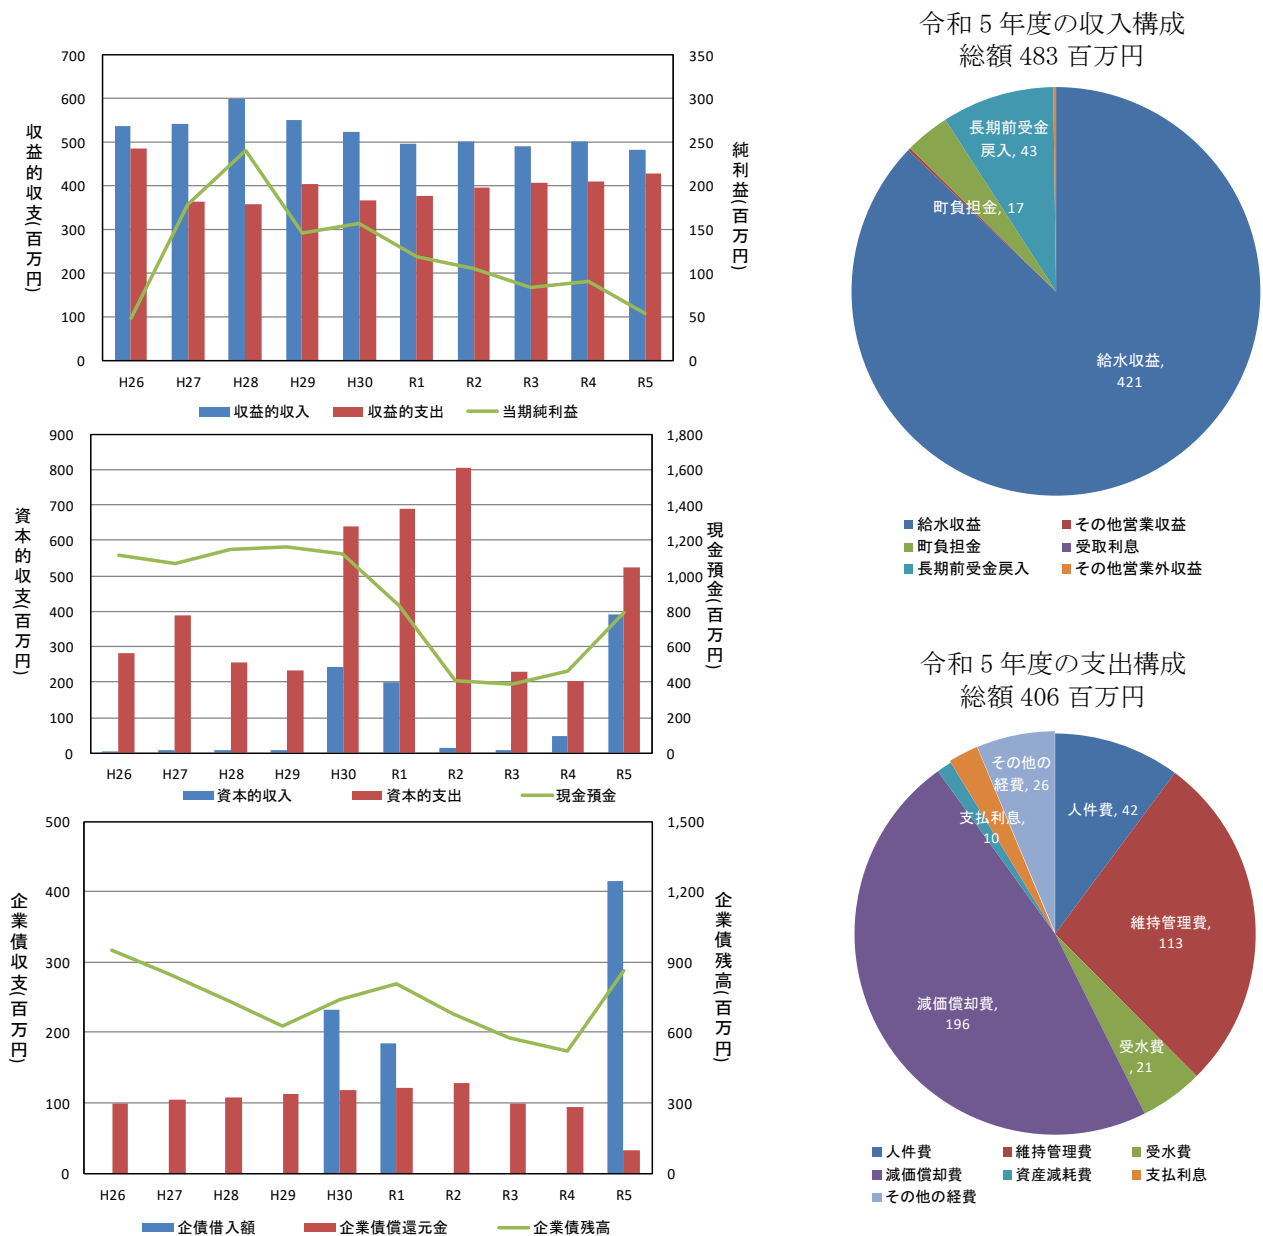 700
600
500
400
300
200
100
0
350
300
250
200
150
100
50
0
収益的収支(百万円)
純利益(百万円)
H26 H27 H28 H29 H30 R1 R2 R3 R4 R5
収益的収入 収益的支出 当期純利益
900
800
700
600
500
400
300
200
100
0
1,800
1,600
1,400
1,200
1,000
800
600
400
200
0
資本的収支(百万円)
現金預金(百万円)
H26 H27 H28 H29 H30 R1 R2 R3 R4 R5
資本的収入 資本的支出 現金預金
500
400
300
200
100
0
1,500
1,200
900
600
300
0
企業債収支(百万円)
企業債残高(百万円)
H26 H27 H28 H29 H30 R1 R2 R3 R4 R5
企債借入額 企業債償還元金 企業債残高
令和 5 年度の収入構成
総額 483 百万円
長期前受金
戻入, 43
町負担金, 17
給水収益,
421
給水収益 その他営業収益
町負担金 受取利息
長期前受金戻入 その他営業外収益
令和 5 年度の支出構成
総額 406 百万円
その他の
経費, 26
人件費, 42
支払利息,
10
維持管理費,
113
減価償却費,
196
受水費
, 21
人件費 維持管理費 受水費
減価償却費 資産減耗費 支払利息
その他の経費